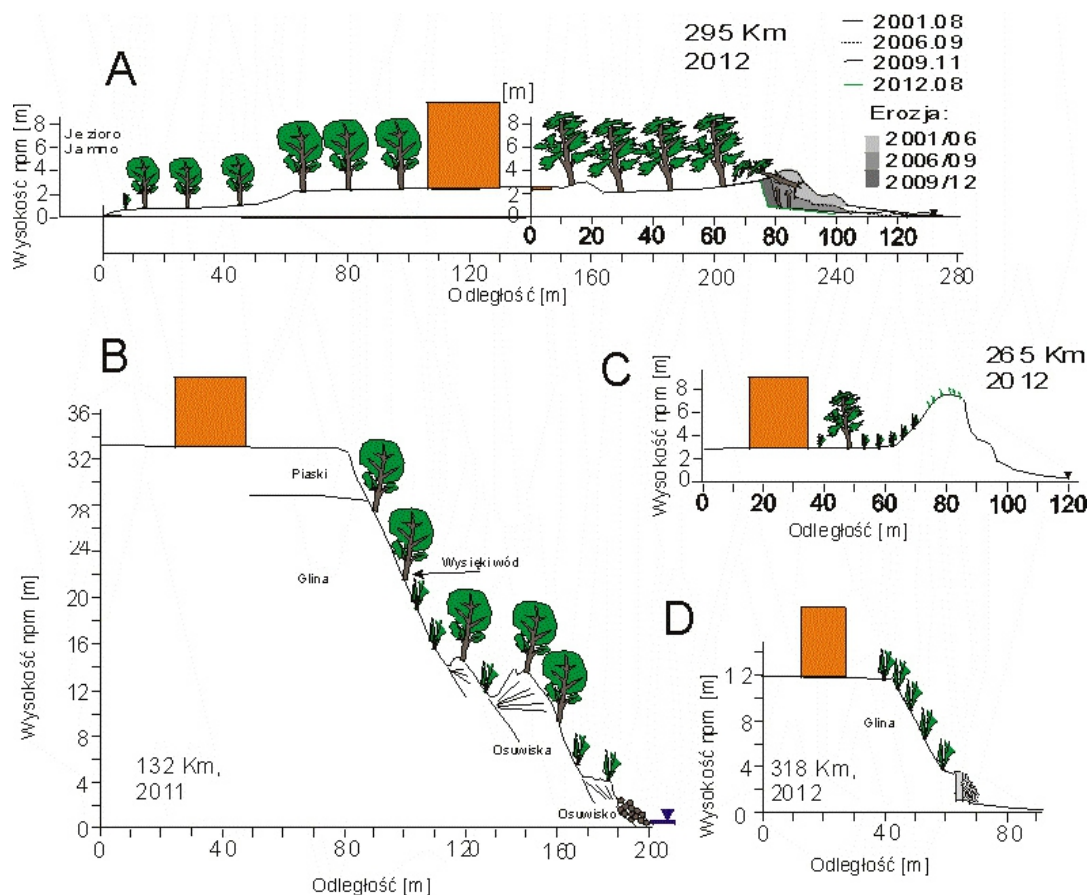 A
295 Km
2012
2001.08
2006.09
2009.11
2012.08
Erozja:
2001/06
2006/09
2009/12
Jezioro
Jamno
Wysokość npm [m]
8
6
4
2
0
[m]
8
6
4
2
0
0 20 40 60 80 100 120
0 40 80 120 160 200 240 280
Odległość [m]
B
Wysokość npm [m]
36
32
28
24
20
16
12
8
4
0
Piaski
Glina
Wysięki wód
Osuwiska
Osuwisko
132 Km,
2011
0 40 80 120 160 200
Odległość [m]
C
265 Km
2012
Wysokość npm [m]
8
6
4
2
0
0 20 40 60 80 100 120
Odległość [m]
D
Wysokość npm [m]
12
8
4
0
Glina
318 Km,
2012
0 40 80
Odległość [m]